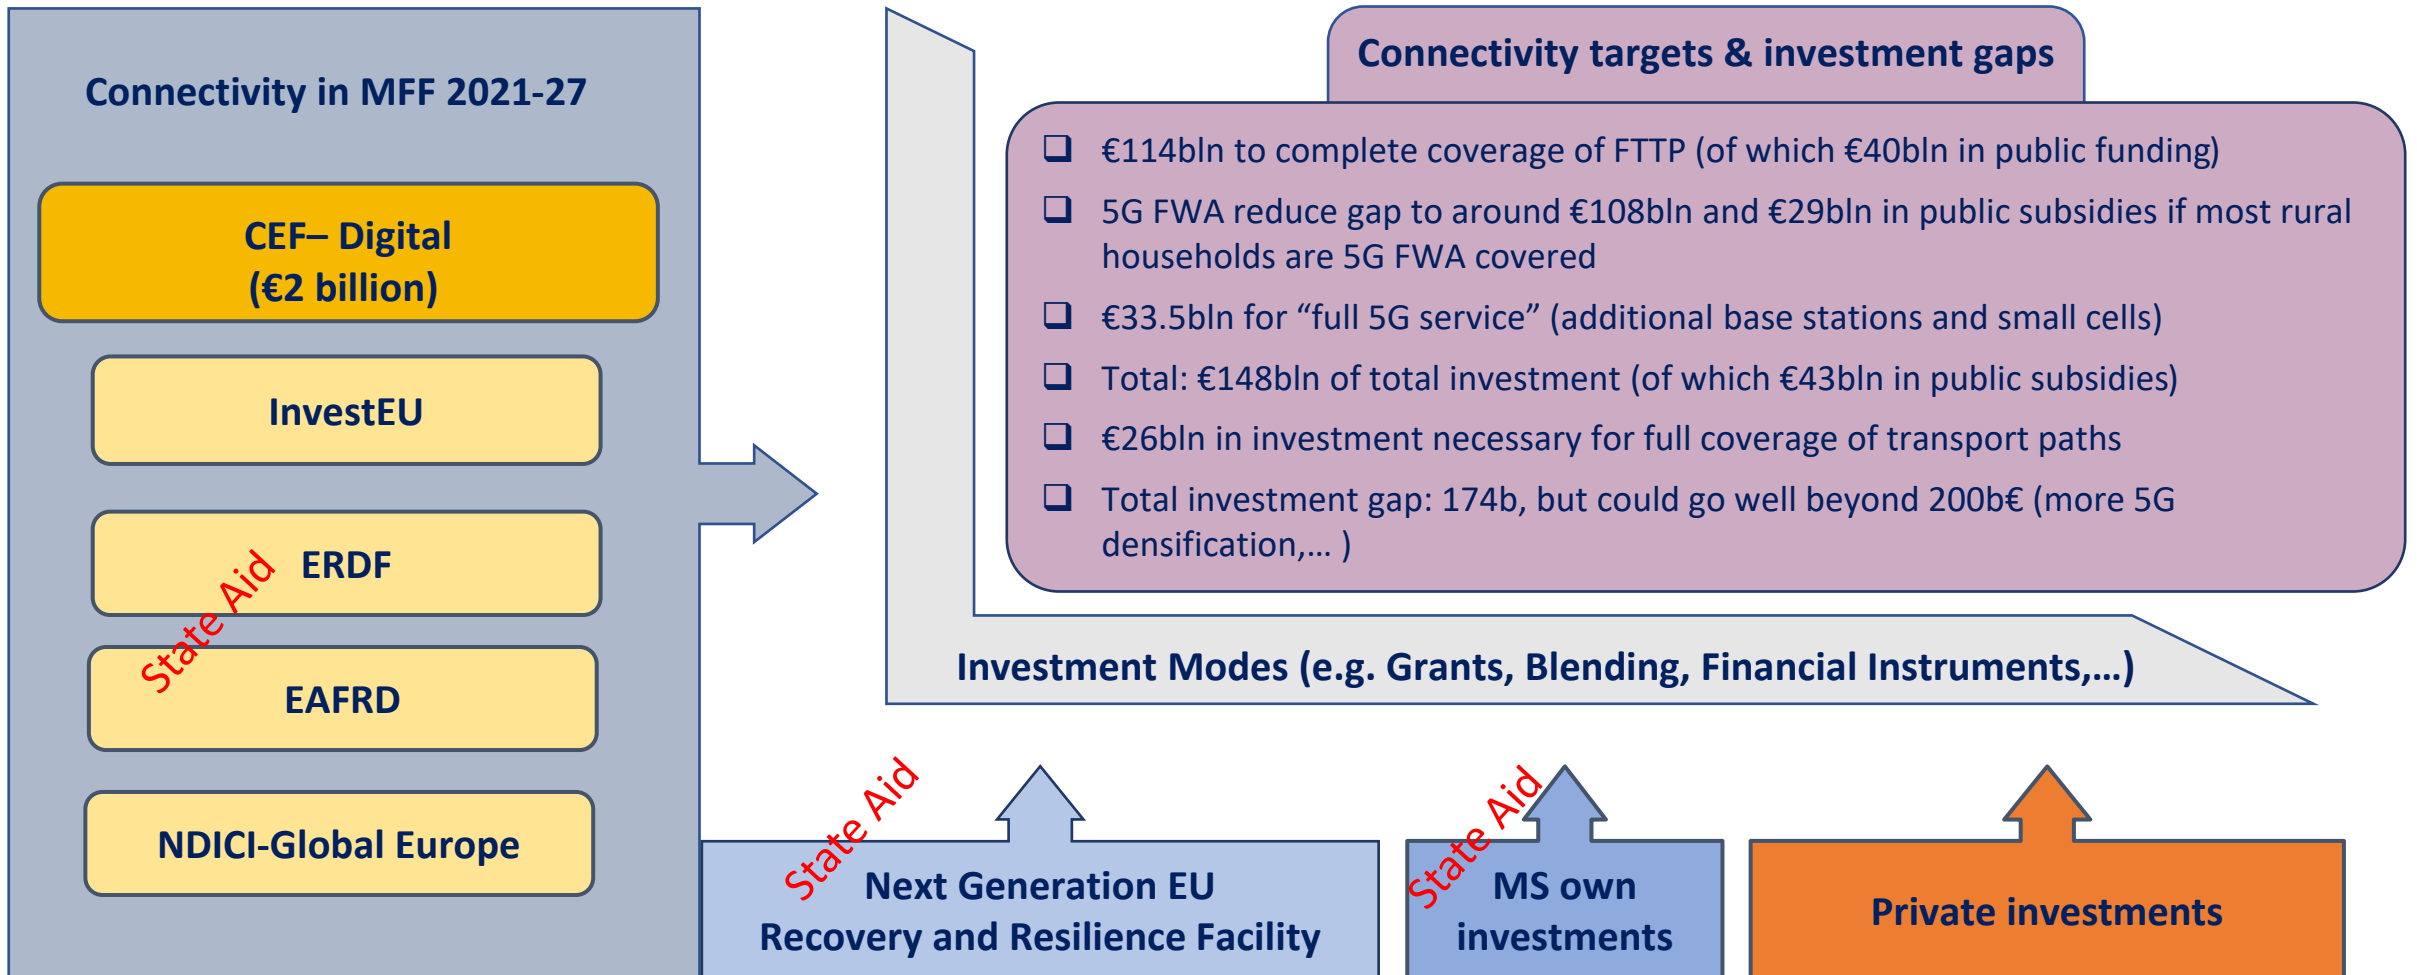 Connectivity in MFF 2021-27
CEF– Digital
(€2 billion)
InvestEU
ERDF
State Aid
EAFRD
NDICI-Global Europe
Connectivity targets & investment gaps
❑ €114bln to complete coverage of FTTP (of which €40bln in public funding)
❑ 5G FWA reduce gap to around €108bln and €29bln in public subsidies if most rural
households are 5G FWA covered
❑ €33.5bln for “full 5G service” (additional base stations and small cells)
❑ Total: €148bln of total investment (of which €43bln in public subsidies)
❑ €26bln in investment necessary for full coverage of transport paths
❑ Total investment gap: 174b, but could go well beyond 200b€ (more 5G
densification,… )
Investment Modes (e.g. Grants, Blending, Financial Instruments,…)
State Aid
Next Generation EU
Recovery and Resilience Facility
State Aid
MS own
investments
Private investments